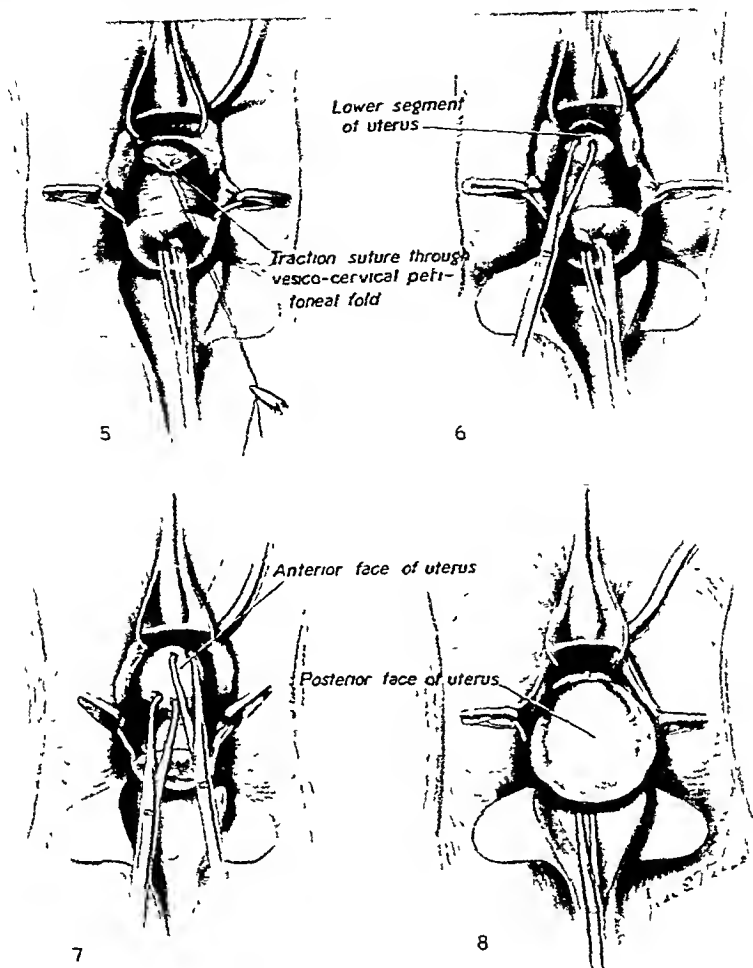 Lower segment
of uterus
Traction suture through
vesico-cervical peri-
toneal fold
5
6
Anterior face of uterus
Posterior face of uterus
7
8